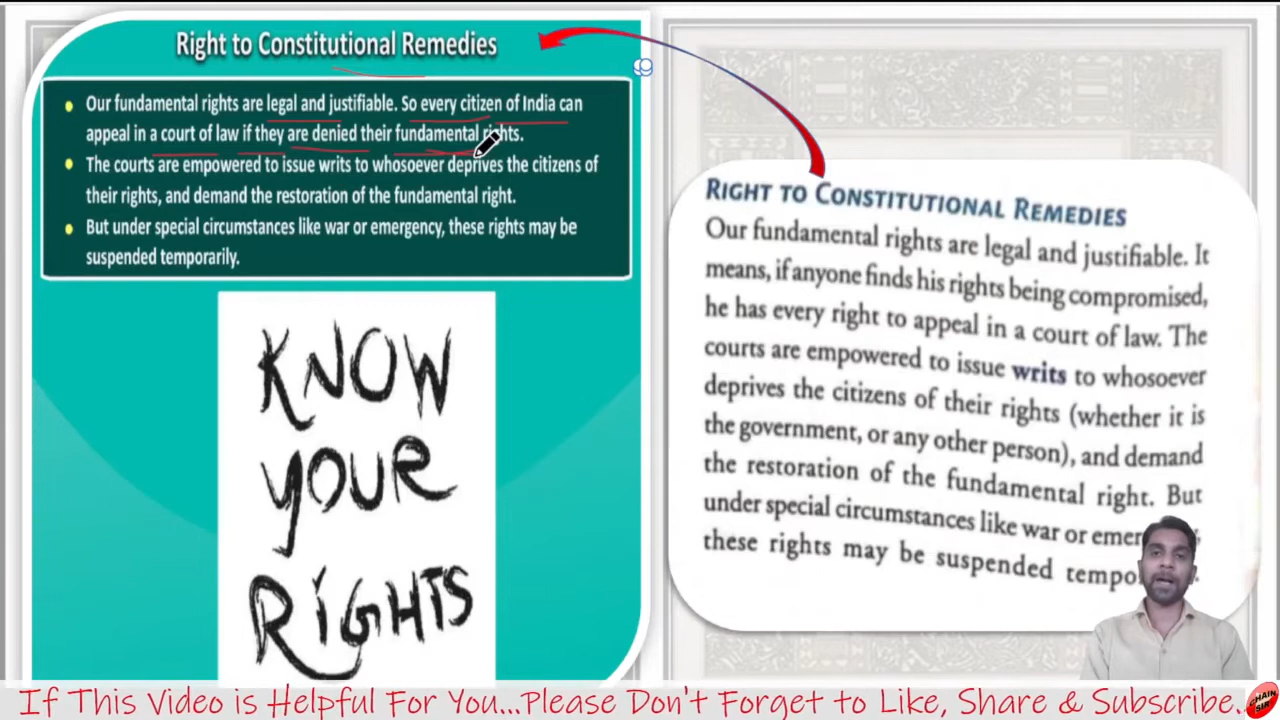 Right to Constitutional Remedies
Our fundamental rights are legal and justifiable. So every citizen of India can
appeal in a court of law if they are denied their fundamental rights.
The courts are empowered to issue writs to whosoever deprives the citizens of
their rights, and demand the restoration of the fundamental right.
But under special circumstances like war or emergency, these rights may be
suspended temporarily.
KNOW
YOUR
RiGHTS
RIGHT TO CONSTITUTIONAL REMEDIES
Our fundamental rights are legal and justifiable. It
means, if anyone finds his rights being compromised,
he has every right to appeal in a court of law. The
courts are empowered to issue writs to whosoever
deprives the citizens of their rights (whether it is
the government, or any other person), and demand
the restoration of the fundamental right. But
under special circumstances like war or
these rights may be suspended
If This Video is Helpful For You...Please Don't Forget to Like, Share & Subscribe..
CHAIN
SIR